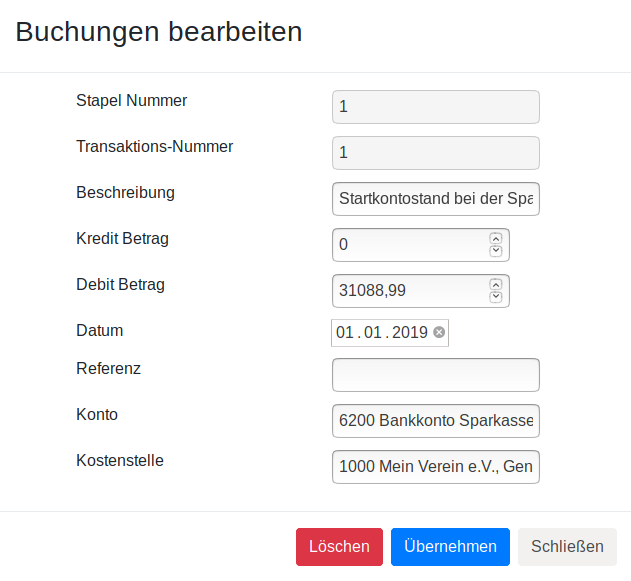 Buchungen bearbeiten
Stapel Nummer 1
Transaktions-Nummer 1
Beschreibung Startkontostand bei der Spa
Kredit Betrag 0
Debit Betrag 31088,99
Datum 01.01.2019
Referenz
Konto 6200 Bankkonto Sparkasse
Kostenstelle 1000 Mein Verein e.V., Gen
Löschen Übernehmen Schließen